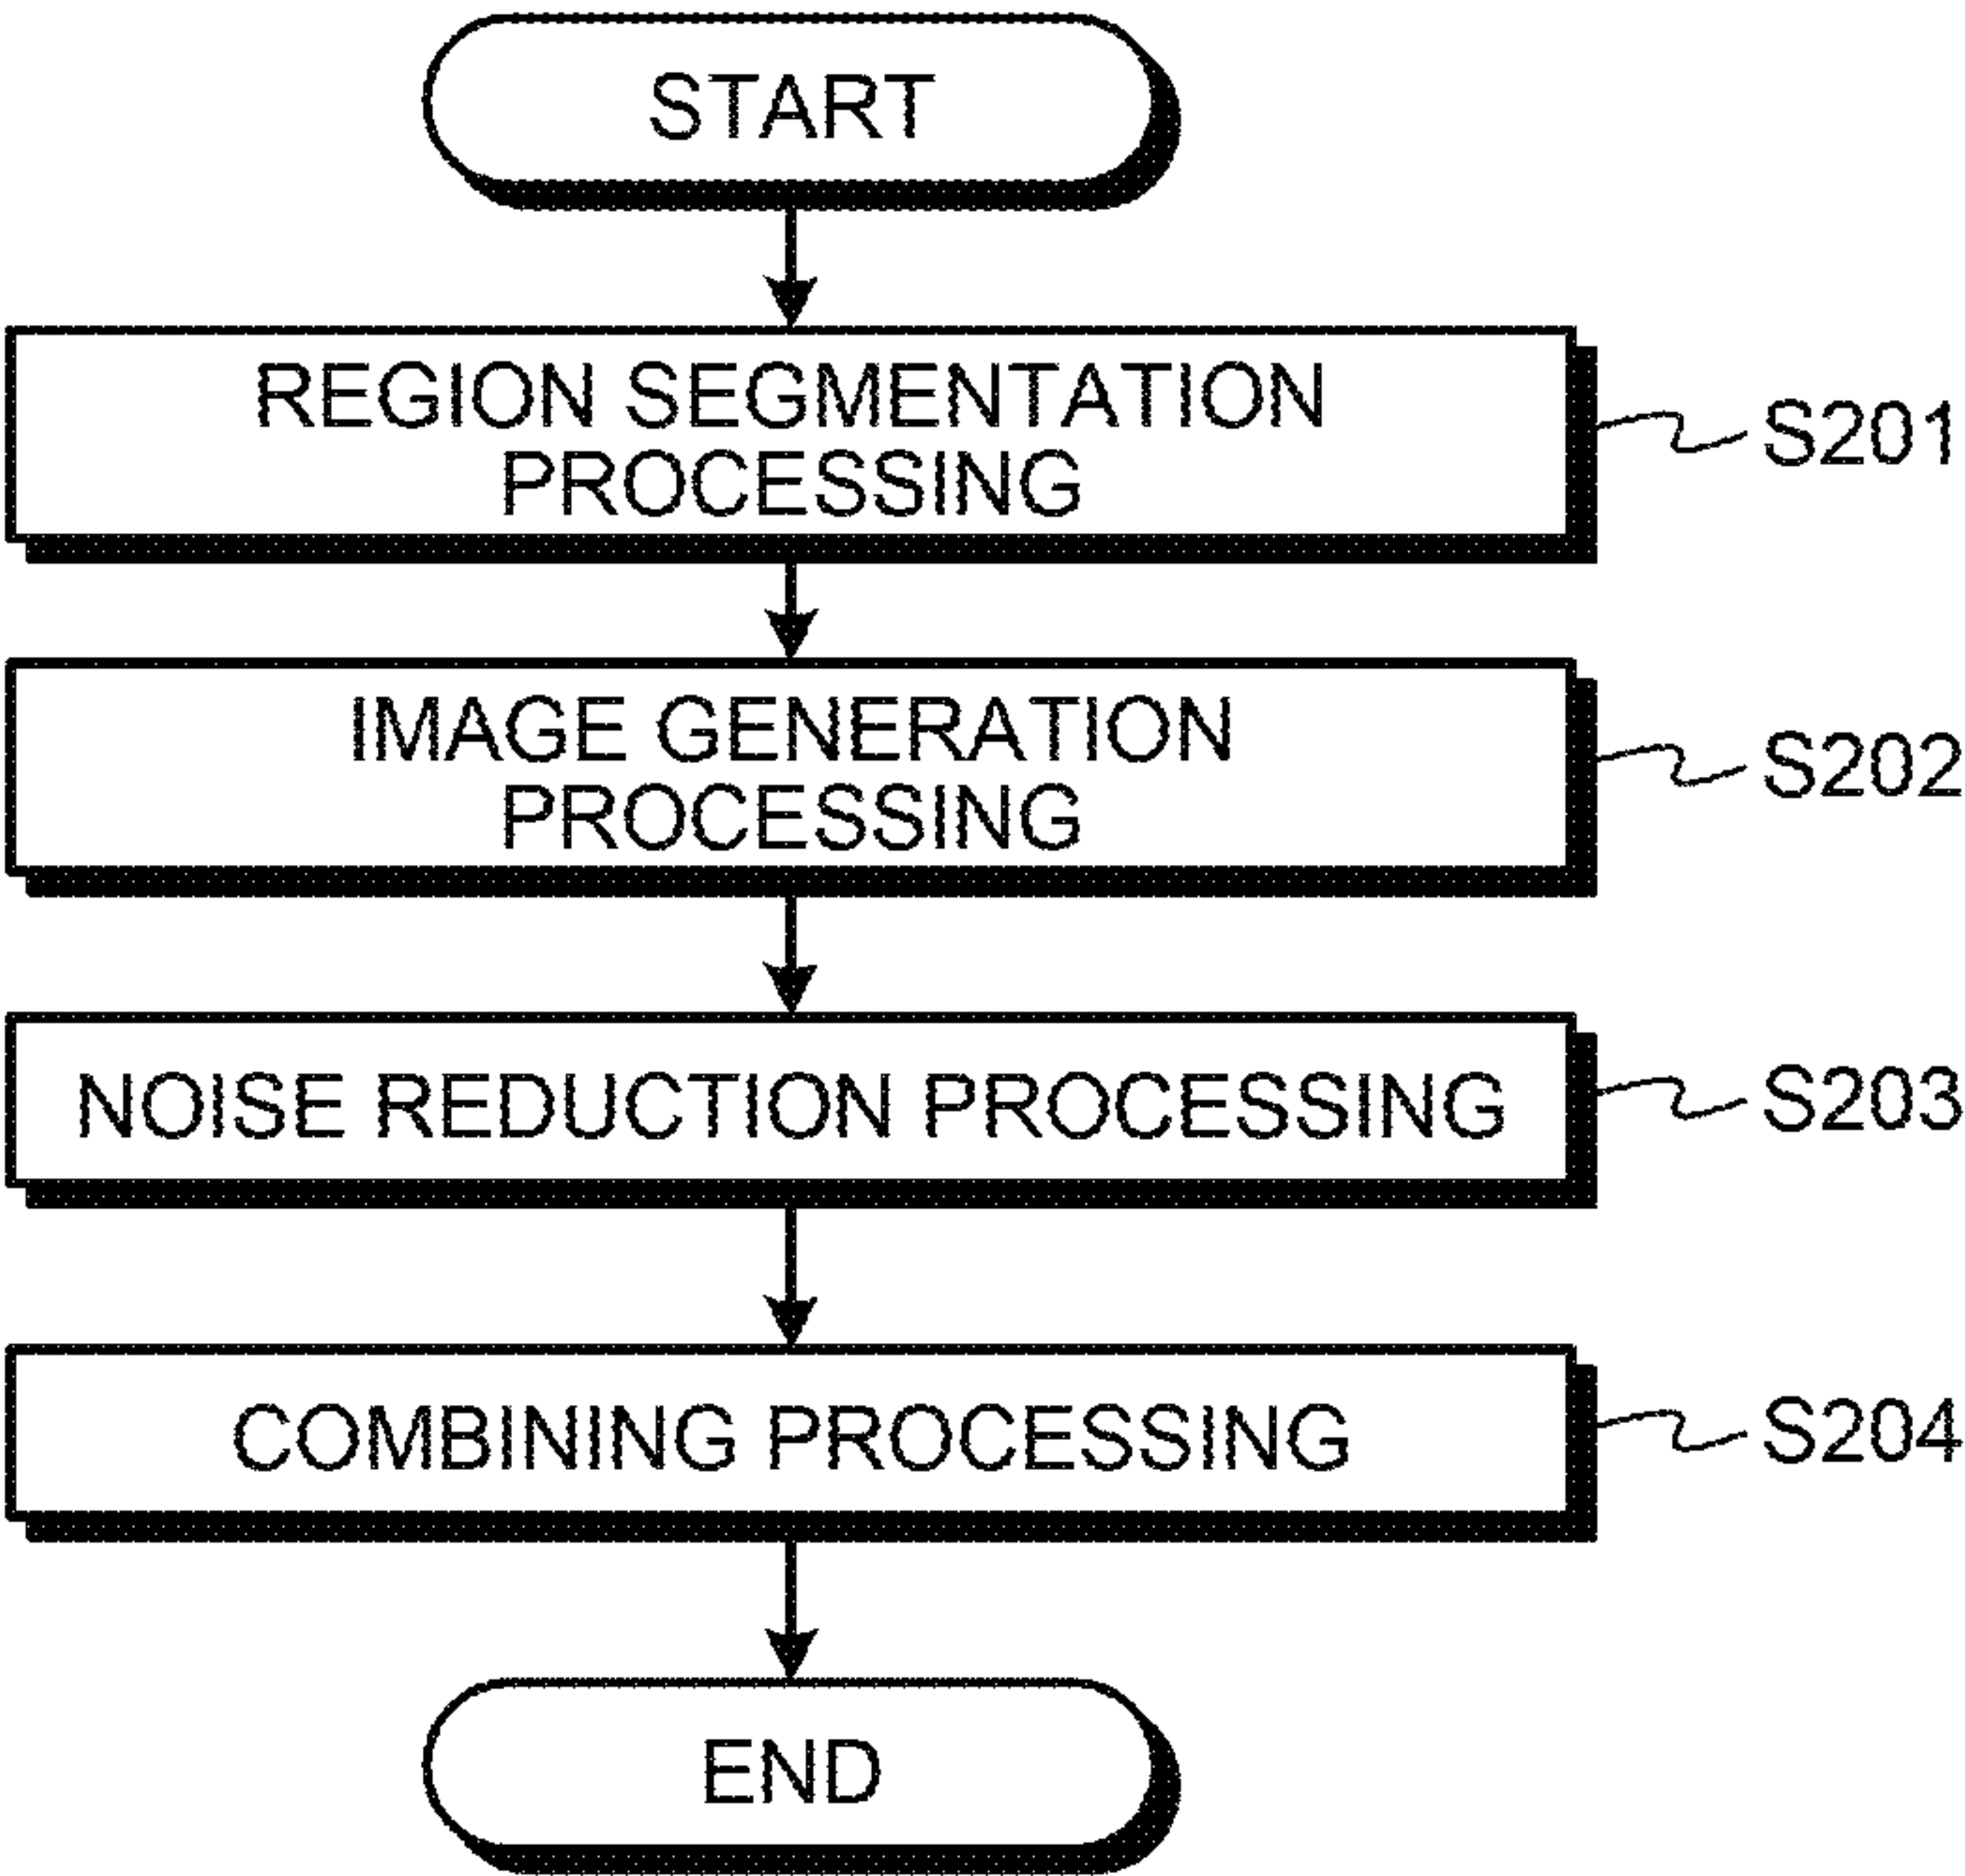 START
REGION SEGMENTATION
PROCESSING
S201
IMAGE GENERATION
PROCESSING
S202
NOISE REDUCTION PROCESSING
S203
COMBINING PROCESSING
S204
END